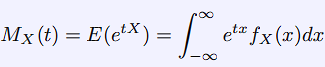 M_X(t) = E(e^{tX}) = \int_{-\infty}^{\infty} e^{tx} f_X(x)dx